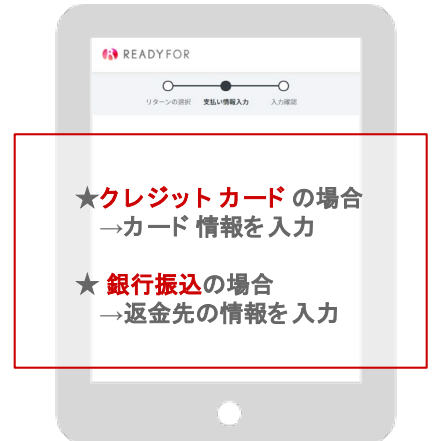 READYFOR
リターンの選択 支払い情報入力 入力確認
★クレジットカードの場合
→カード情報を入力
★銀行振込の場合
→返金先の情報を入力